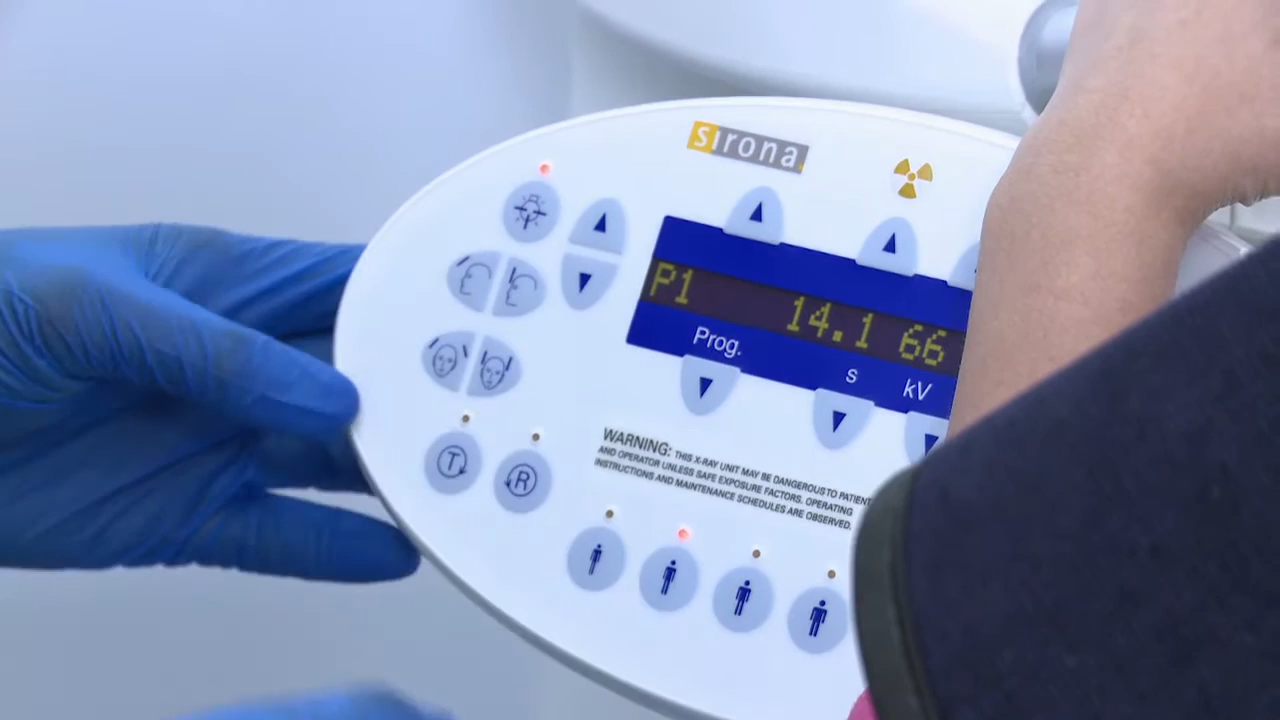 sirona
P1 14.1 66
Prog. s kV
WARNING: THIS X-RAY UNIT MAY BE DANGEROUS TO PATIENT
AND OPERATOR UNLESS SAFE EXPOSURE FACTORS. OPERATING
INSTRUCTIONS AND MAINTENANCE SCHEDULES ARE OBSERVED.
T R